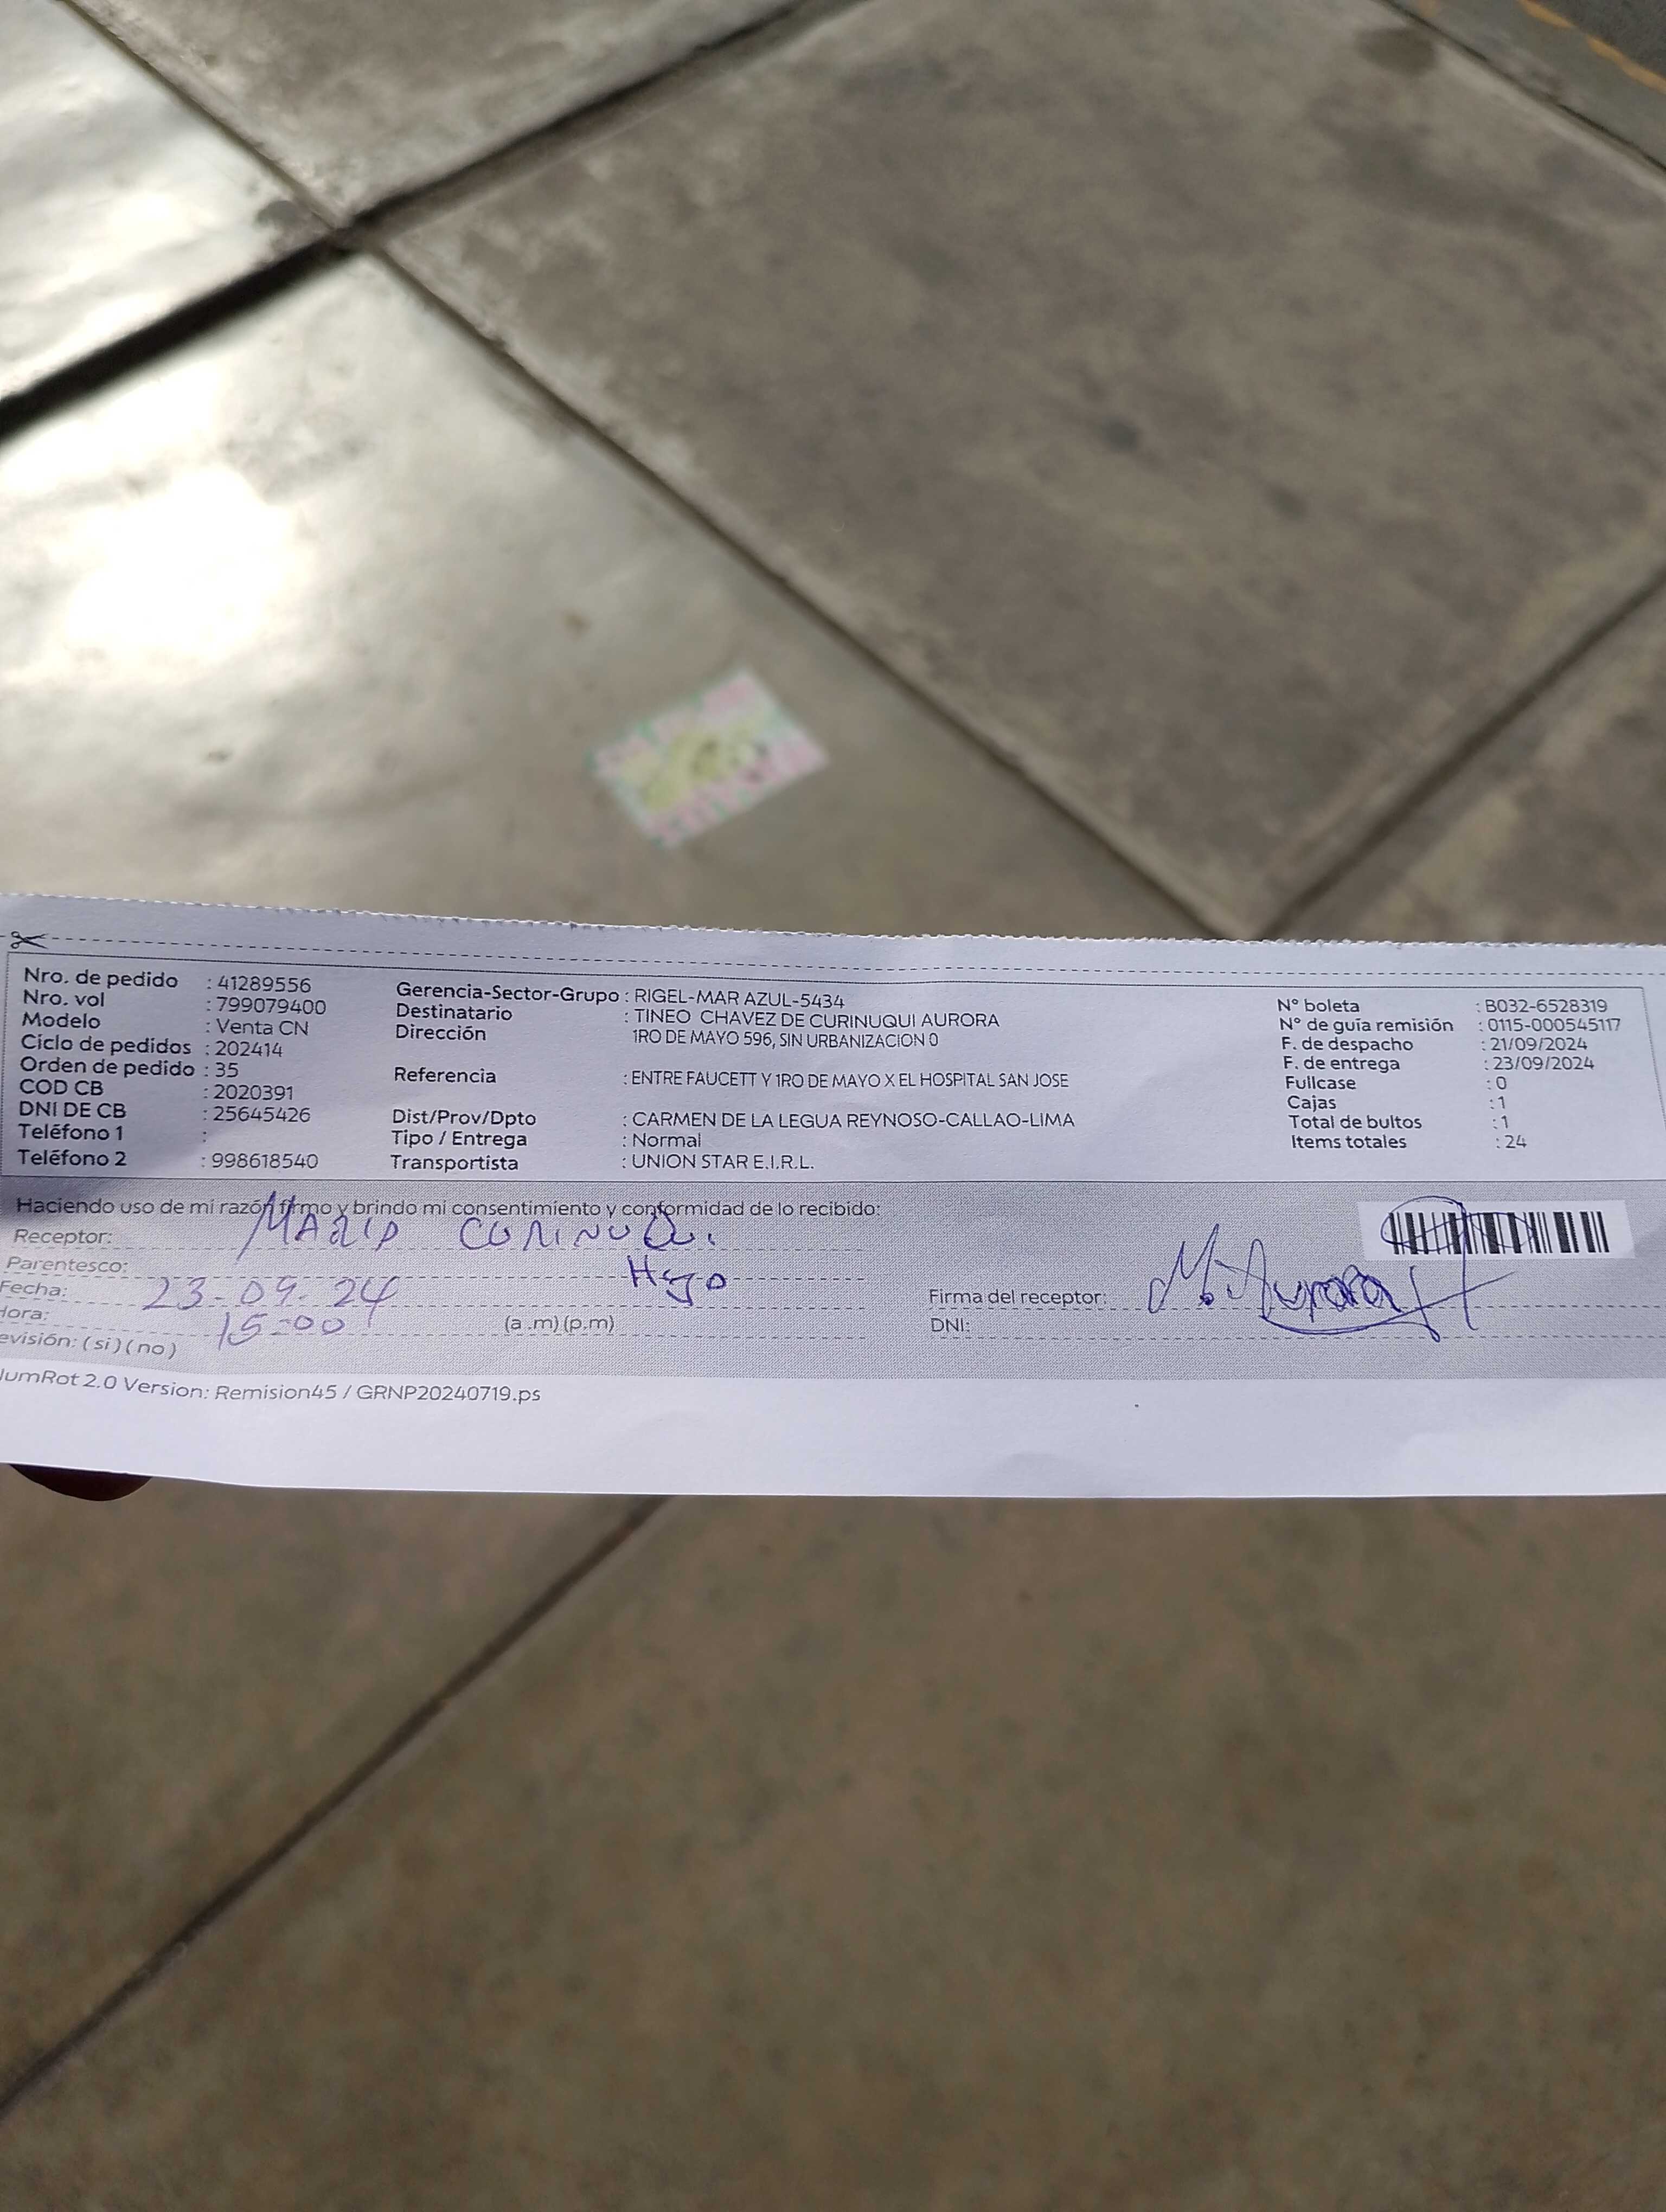 Nro. de pedido : 41289556
Nro. vol : 799079400
Modelo : Venta CN
Ciclo de pedidos : 202414
Orden de pedido : 35
COD CB : 2020391
DNI DE CB : 25645426
Teléfono 1 :
Teléfono 2 : 998618540
Gerencia-Sector-Grupo : RIGEL-MAR AZUL-5434
Destinatario : TINEO CHAVEZ DE CURINUQUI AURORA
Dirección 1RO DE MAYO 596, SIN URBANIZACION 0
Referencia : ENTRE FAUCETT Y 1RO DE MAYO X EL HOSPITAL SAN JOSE
Dist/Prov/Dpto : CARMEN DE LA LEGUA REYNOSO-CALLAO-LIMA
Tipo / Entrega : Normal
Transportista : UNION STAR E.I.R.L.
N° boleta : B032-6528319
N° de guía remisión : 0115-000545117
F. de despacho : 21/09/2024
F. de entrega : 23/09/2024
Fullcase : 0
Cajas : 1
Total de bultos : 1
Items totales : 24
Haciendo uso de mi razón firmo y brindo mi consentimiento y conformidad de lo recibido:
Receptor:
Parentesco: Hijo
Fecha: 23-09-24
Hora: 15:00 (a .m) (p.m)
evisión: ( si ) ( no )
Firma del receptor: M. Aurora
DNI:
NumRot 2.0 Version: Remision45 / GRNP20240719.ps